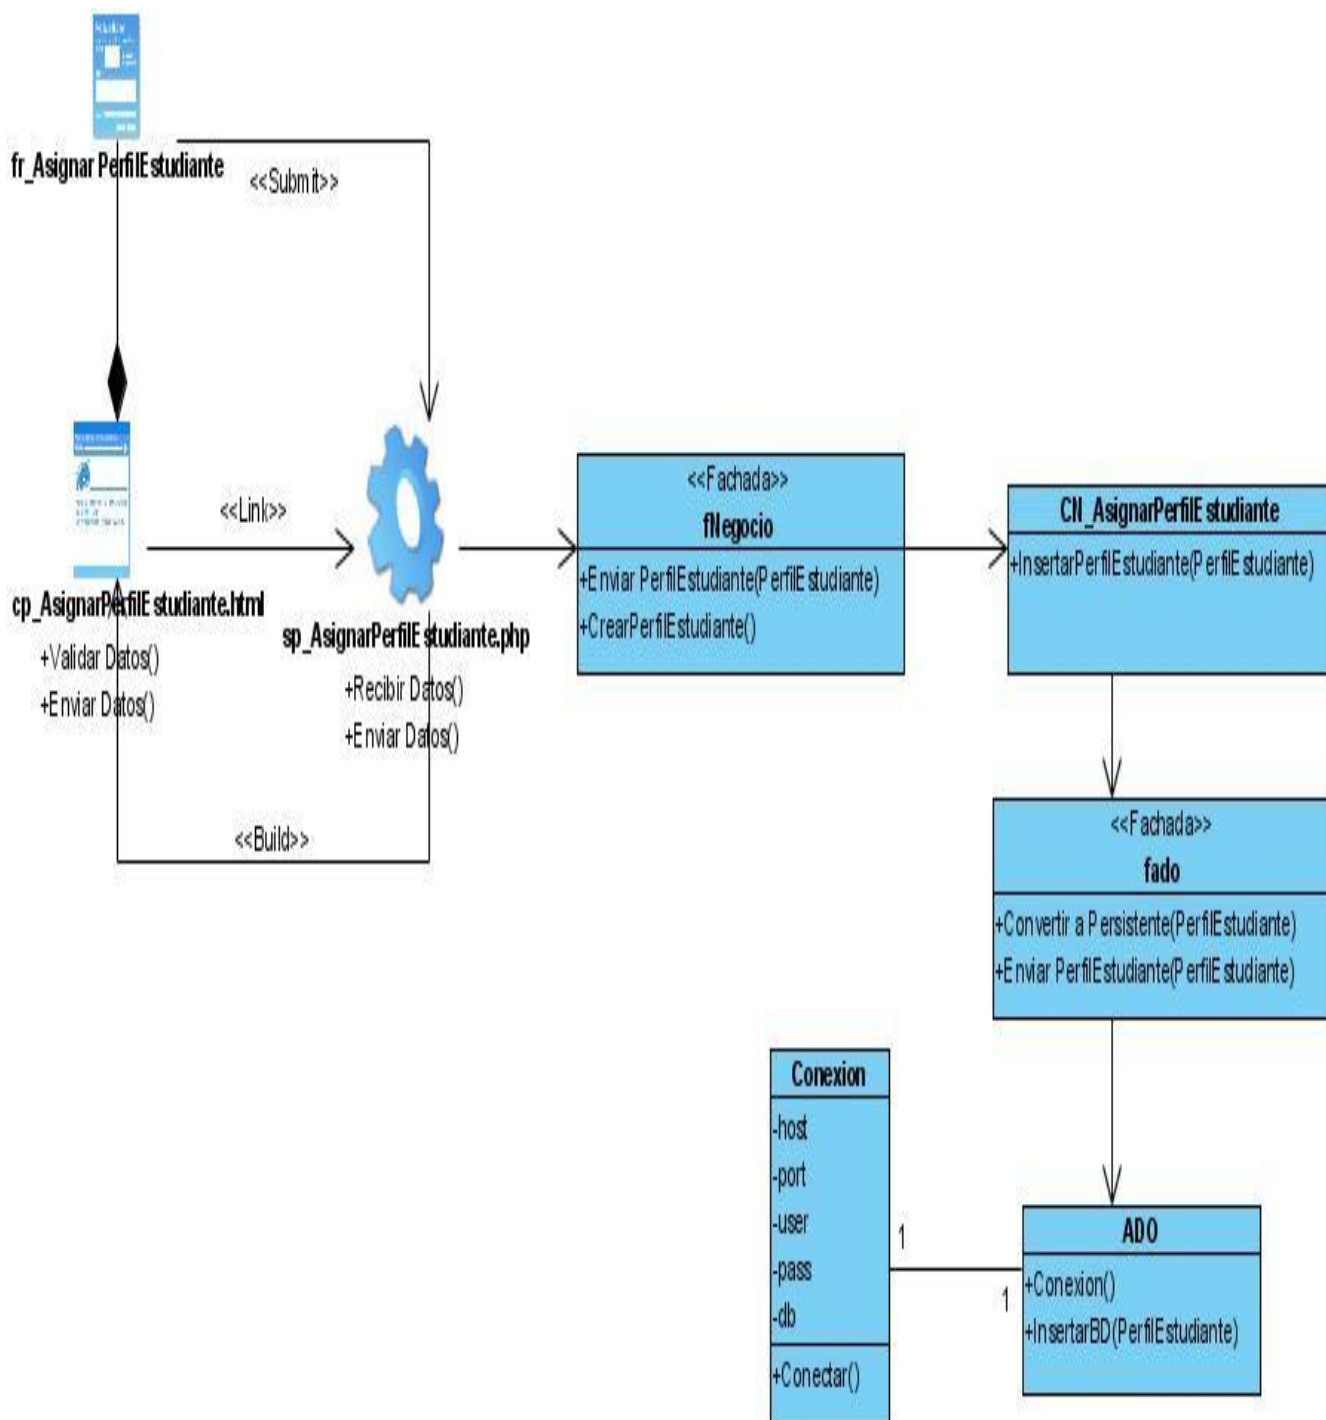 fr_Asignar PerfilEstudiante
<<Submit>>
<<Link>>
cp_AsignarPerfilEstudiante.html
+Validar Datos()
+Enviar Datos()
sp_AsignarPerfilEstudiante.php
+Recibir Datos()
+Enviar Datos()
<<Build>>
<<Fachada>>
fNegocio
+Enviar PerfilEstudiante(PerfilEstudiante)
+CrearPerfilEstudiante()
CN_AsignarPerfilEstudiante
+InsertarPerfilEstudiante(PerfilEstudiante)
<<Fachada>>
fado
+Convertir a Persistente(PerfilEstudiante)
+Enviar PerfilEstudiante(PerfilEstudiante)
Conexion
-host
-port
-user
-pass
-db
+Conectar()
1
1
ADO
+Conexion()
+InsertarBD(PerfilEstudiante)